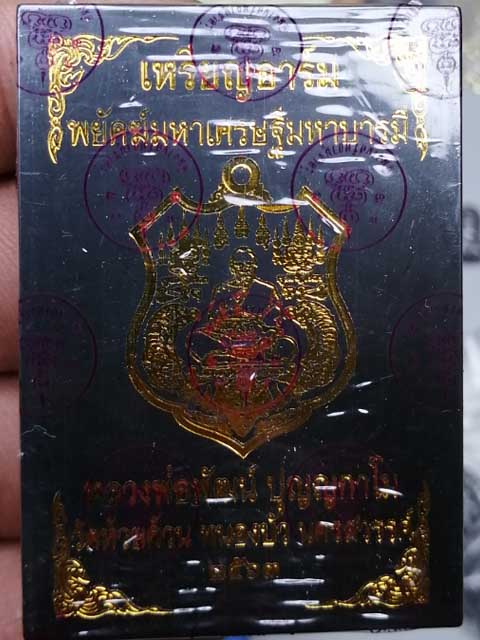 เหรียญอาร์ม
พยัคฆ์มหาเศรษฐีมหาบารมี
หลวงพ่อพัฒน์ ปุญญกาโม
วัดห้วยด้วน หนองบัว นครสวรรค์
๒๕๖๓